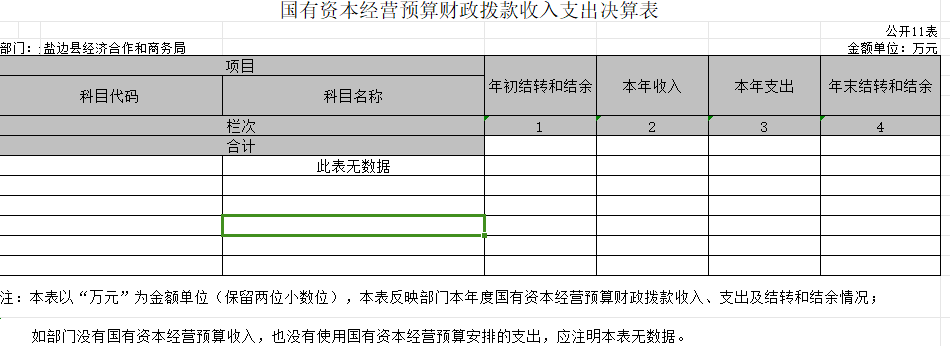 国有资本经营预算财政拨款收入支出决算表
公开11表
部门：盐边县经济合作和商务局 金额单位：万元
项目 年初结转和结余 本年收入 本年支出 年末结转和结余
科目代码 科目名称
栏次 1 2 3 4
合计
此表无数据
注：本表以“万元”为金额单位（保留两位小数位），本表反映部门本年度国有资本经营预算财政拨款收入、支出及结转和结余情况；
如部门没有国有资本经营预算收入，也没有使用国有资本经营预算安排的支出，应注明本表无数据。